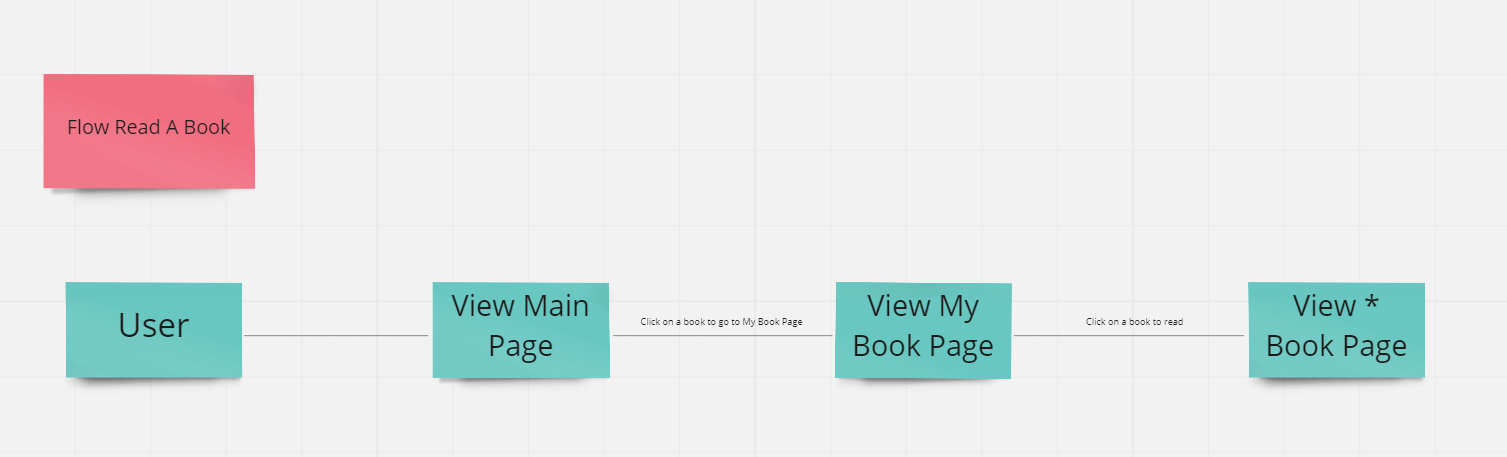 Flow Read A Book
User
View Main
Page
Click on a book to go to My Book Page
View My
Book Page
Click on a book to read
View *
Book Page